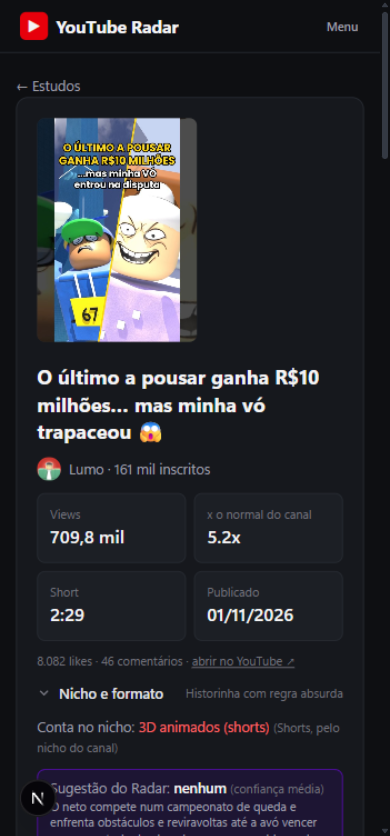 YouTube Radar
Menu
← Estudos
O ÚLTIMO A POUSAR
GANHA R$10 MILHÕES
...mas minha VÓ
entrou na disputa
67
O último a pousar ganha R$10
milhões... mas minha vó
trapaceou 😱
Lumo · 161 mil inscritos
Views
709,8 mil
x o normal do canal
5.2x
Short
2:29
Publicado
01/11/2026
8.082 likes · 46 comentários · abrir no YouTube ↗
Nicho e formato
Historinha com regra absurda
Conta no nicho: 3D animados (shorts) (Shorts, pelo
nicho do canal)
Sugestão do Radar: nenhum (confiança média)
O neto compete num campeonato de queda e
enfrenta obstáculos e reviravoltas até a avó vencer
N